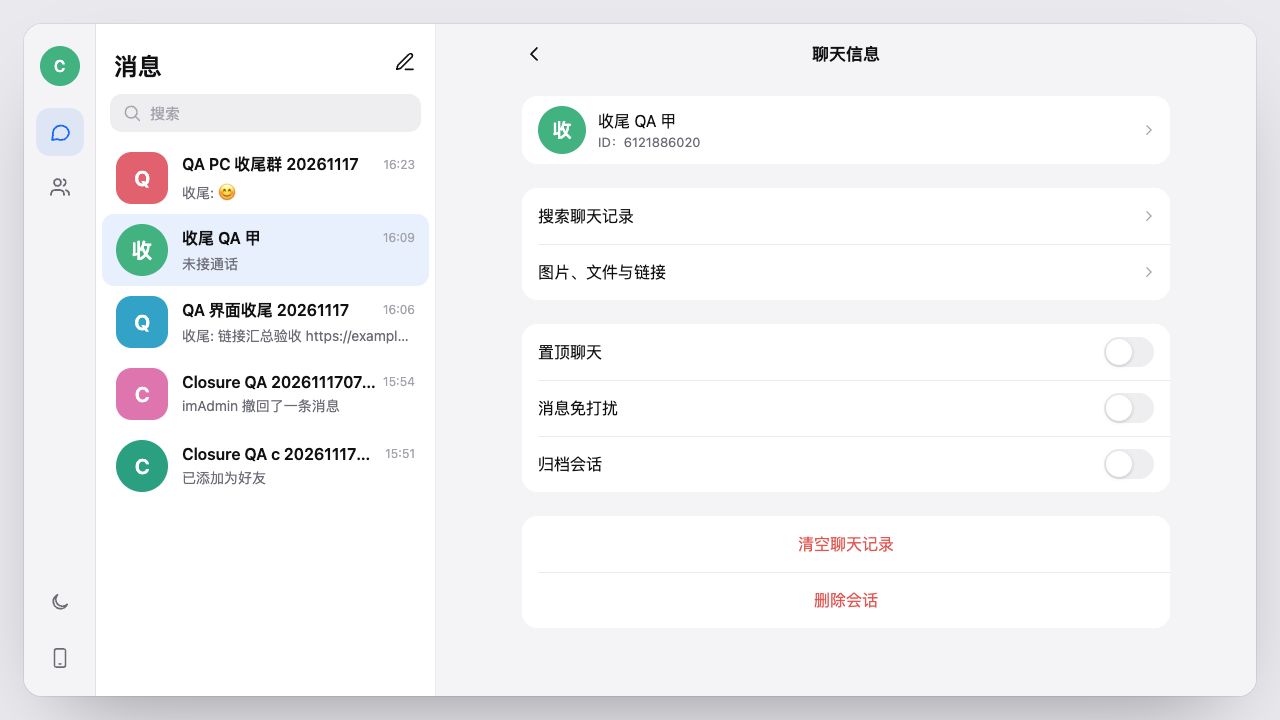 C
消息
搜索
Q
QA PC 收尾群 20261117
16:23
收尾: 😊
收
收尾 QA 甲
16:09
未接通话
Q
QA 界面收尾 20261117
16:06
收尾: 链接汇总验收 https://exampl...
C
Closure QA 2026111707...
15:54
imAdmin 撤回了一条消息
C
Closure QA c 20261117...
15:51
已添加为好友
聊天信息
收
收尾 QA 甲
ID：6121886020
搜索聊天记录
图片、文件与链接
置顶聊天
消息免打扰
归档会话
清空聊天记录
删除会话